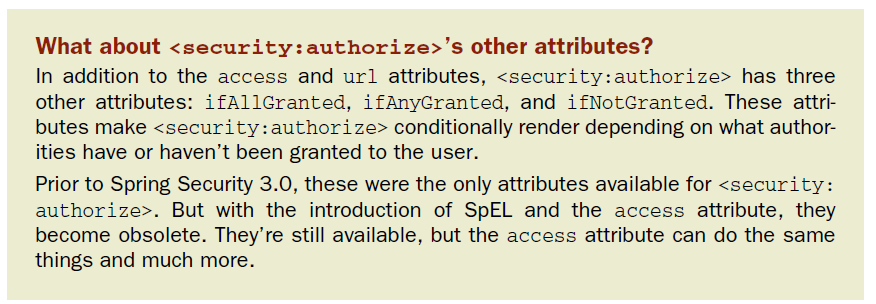 What about <security:authorize>’s other attributes?
In addition to the access and url attributes, <security:authorize> has three
other attributes: ifAllGranted, ifAnyGranted, and ifNotGranted. These attri-
butes make <security:authorize> conditionally render depending on what author-
ities have or haven’t been granted to the user.
Prior to Spring Security 3.0, these were the only attributes available for <security:
authorize>. But with the introduction of SpEL and the access attribute, they
become obsolete. They’re still available, but the access attribute can do the same
things and much more.